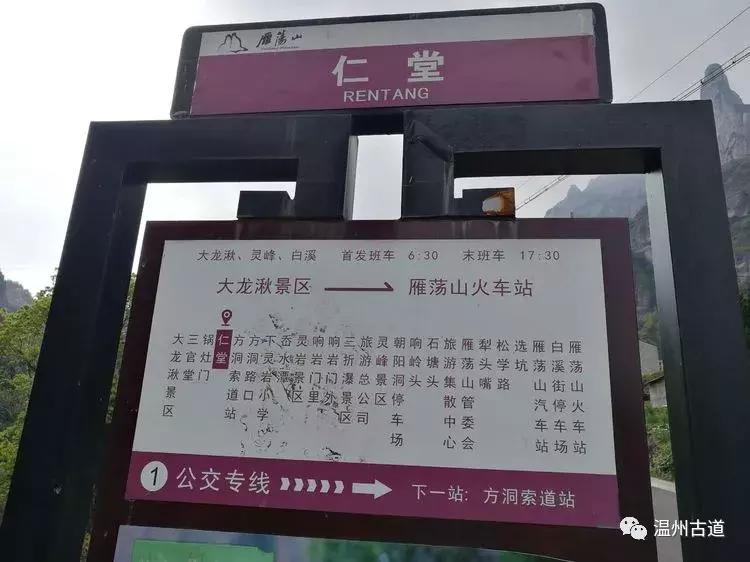 雁荡山
仁堂
RENTANG
大龙湫、灵峰、白溪 首发班车 6:30 末班车 17:30
大龙湫景区 雁荡山火车站
大龙湫景区
三官堂
锅灶门
仁堂
方洞索道站
方洞路口
下灵岩小学
水潭
灵岩景区
响岩门里
响岩门外
三折瀑景区
旅游总公司
灵峰景区
朝阳洞停车场
响岭头
石塘头
旅游集散中心
雁荡山管委会
犁头嘴
松学路
选坑
雁荡山汽车站
白溪街停车场
雁荡山火车站
1 公交专线 下一站: 方洞索道站
温州古道